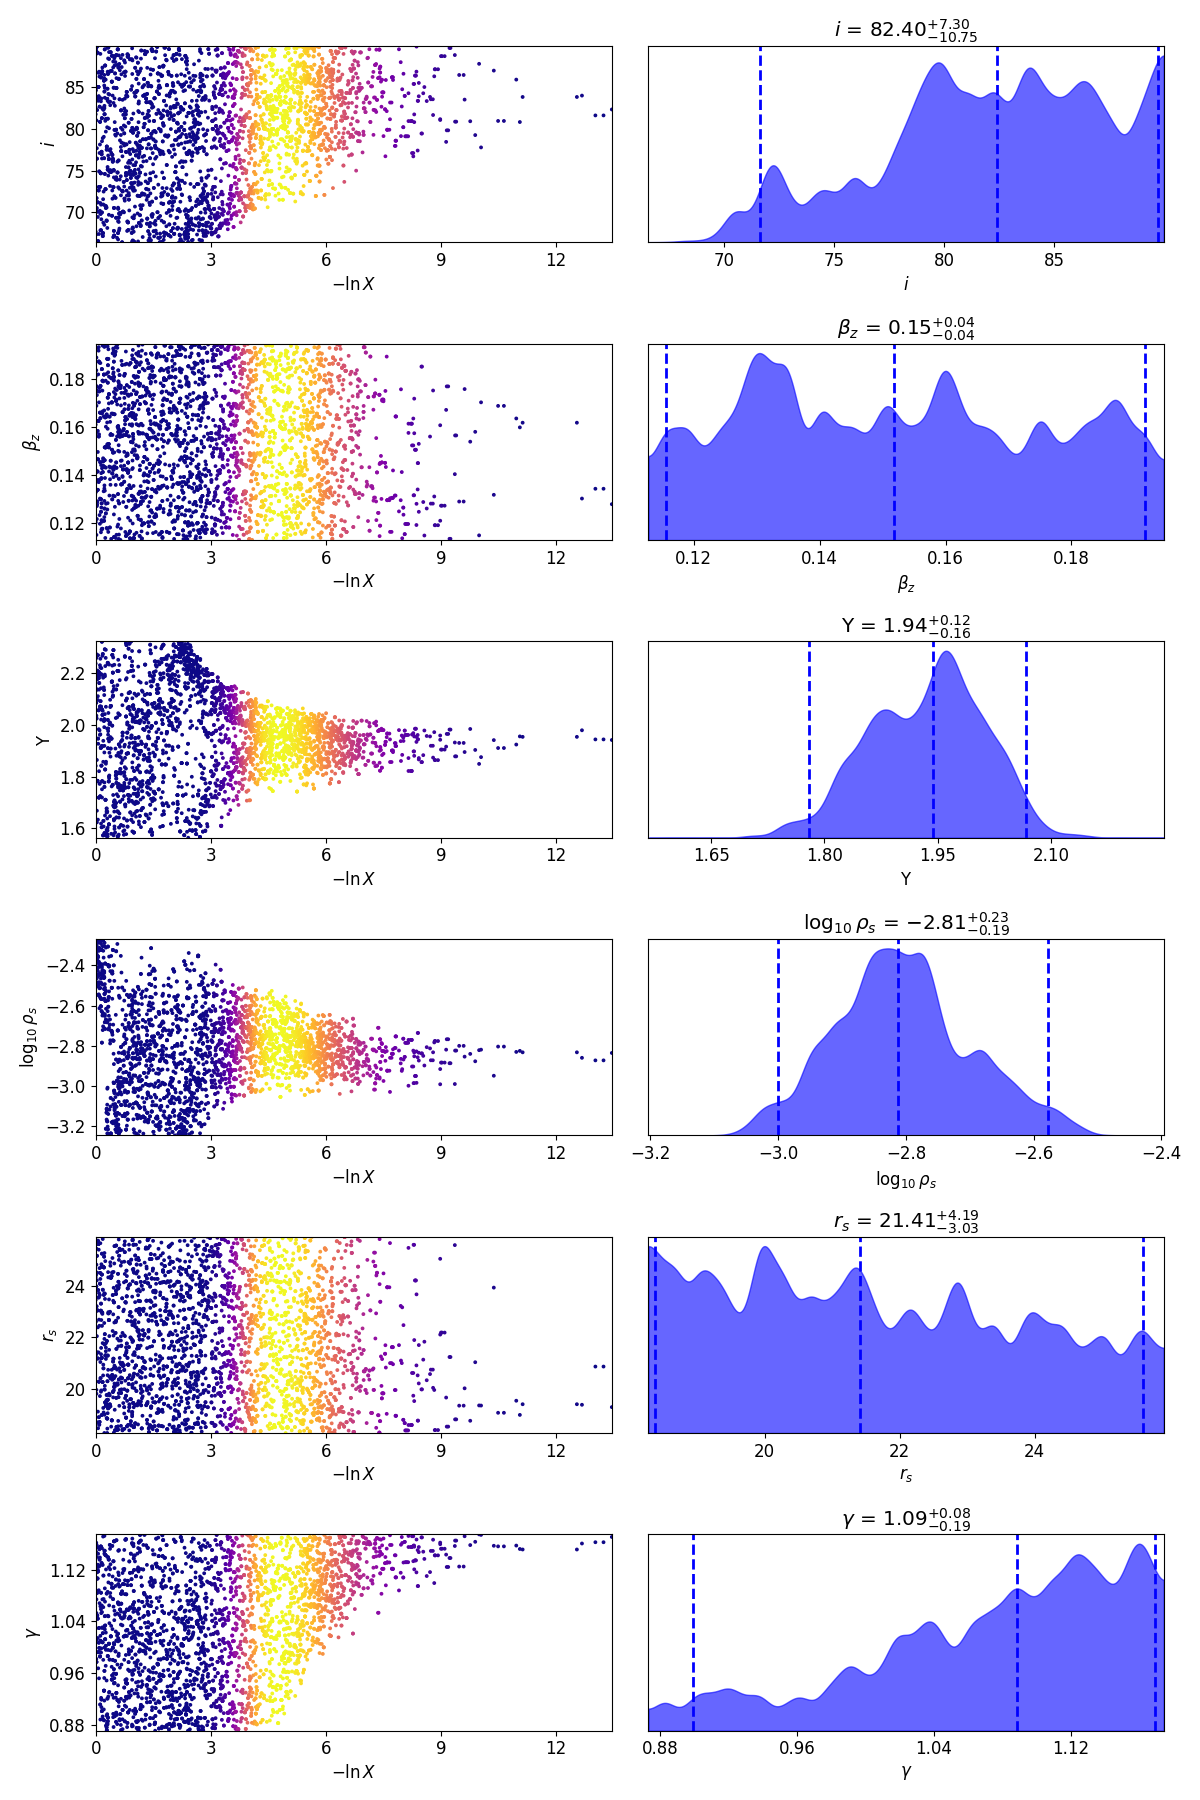 i = 82.40+7.30 −10.75
85
80
75
70
i
0 3 6 9 12
−ln X
70 75 80 85
i
βz = 0.15+0.04 −0.04
0.18
0.16
0.14
0.12
βz
0 3 6 9 12
−ln X
0.12 0.14 0.16 0.18
βz
Y = 1.94+0.12 −0.16
2.2
2.0
1.8
1.6
Y
0 3 6 9 12
−ln X
1.65 1.80 1.95 2.10
Y
log10 ρs = −2.81+0.23 −0.19
−2.4
−2.6
−2.8
−3.0
−3.2
log10 ρs
0 3 6 9 12
−ln X
−3.2 −3.0 −2.8 −2.6 −2.4
log10 ρs
rs = 21.41+4.19 −3.03
24
22
20
rs
0 3 6 9 12
−ln X
20 22 24
rs
γ = 1.09+0.08 −0.19
1.12
1.04
0.96
0.88
γ
0 3 6 9 12
−ln X
0.88 0.96 1.04 1.12
γ